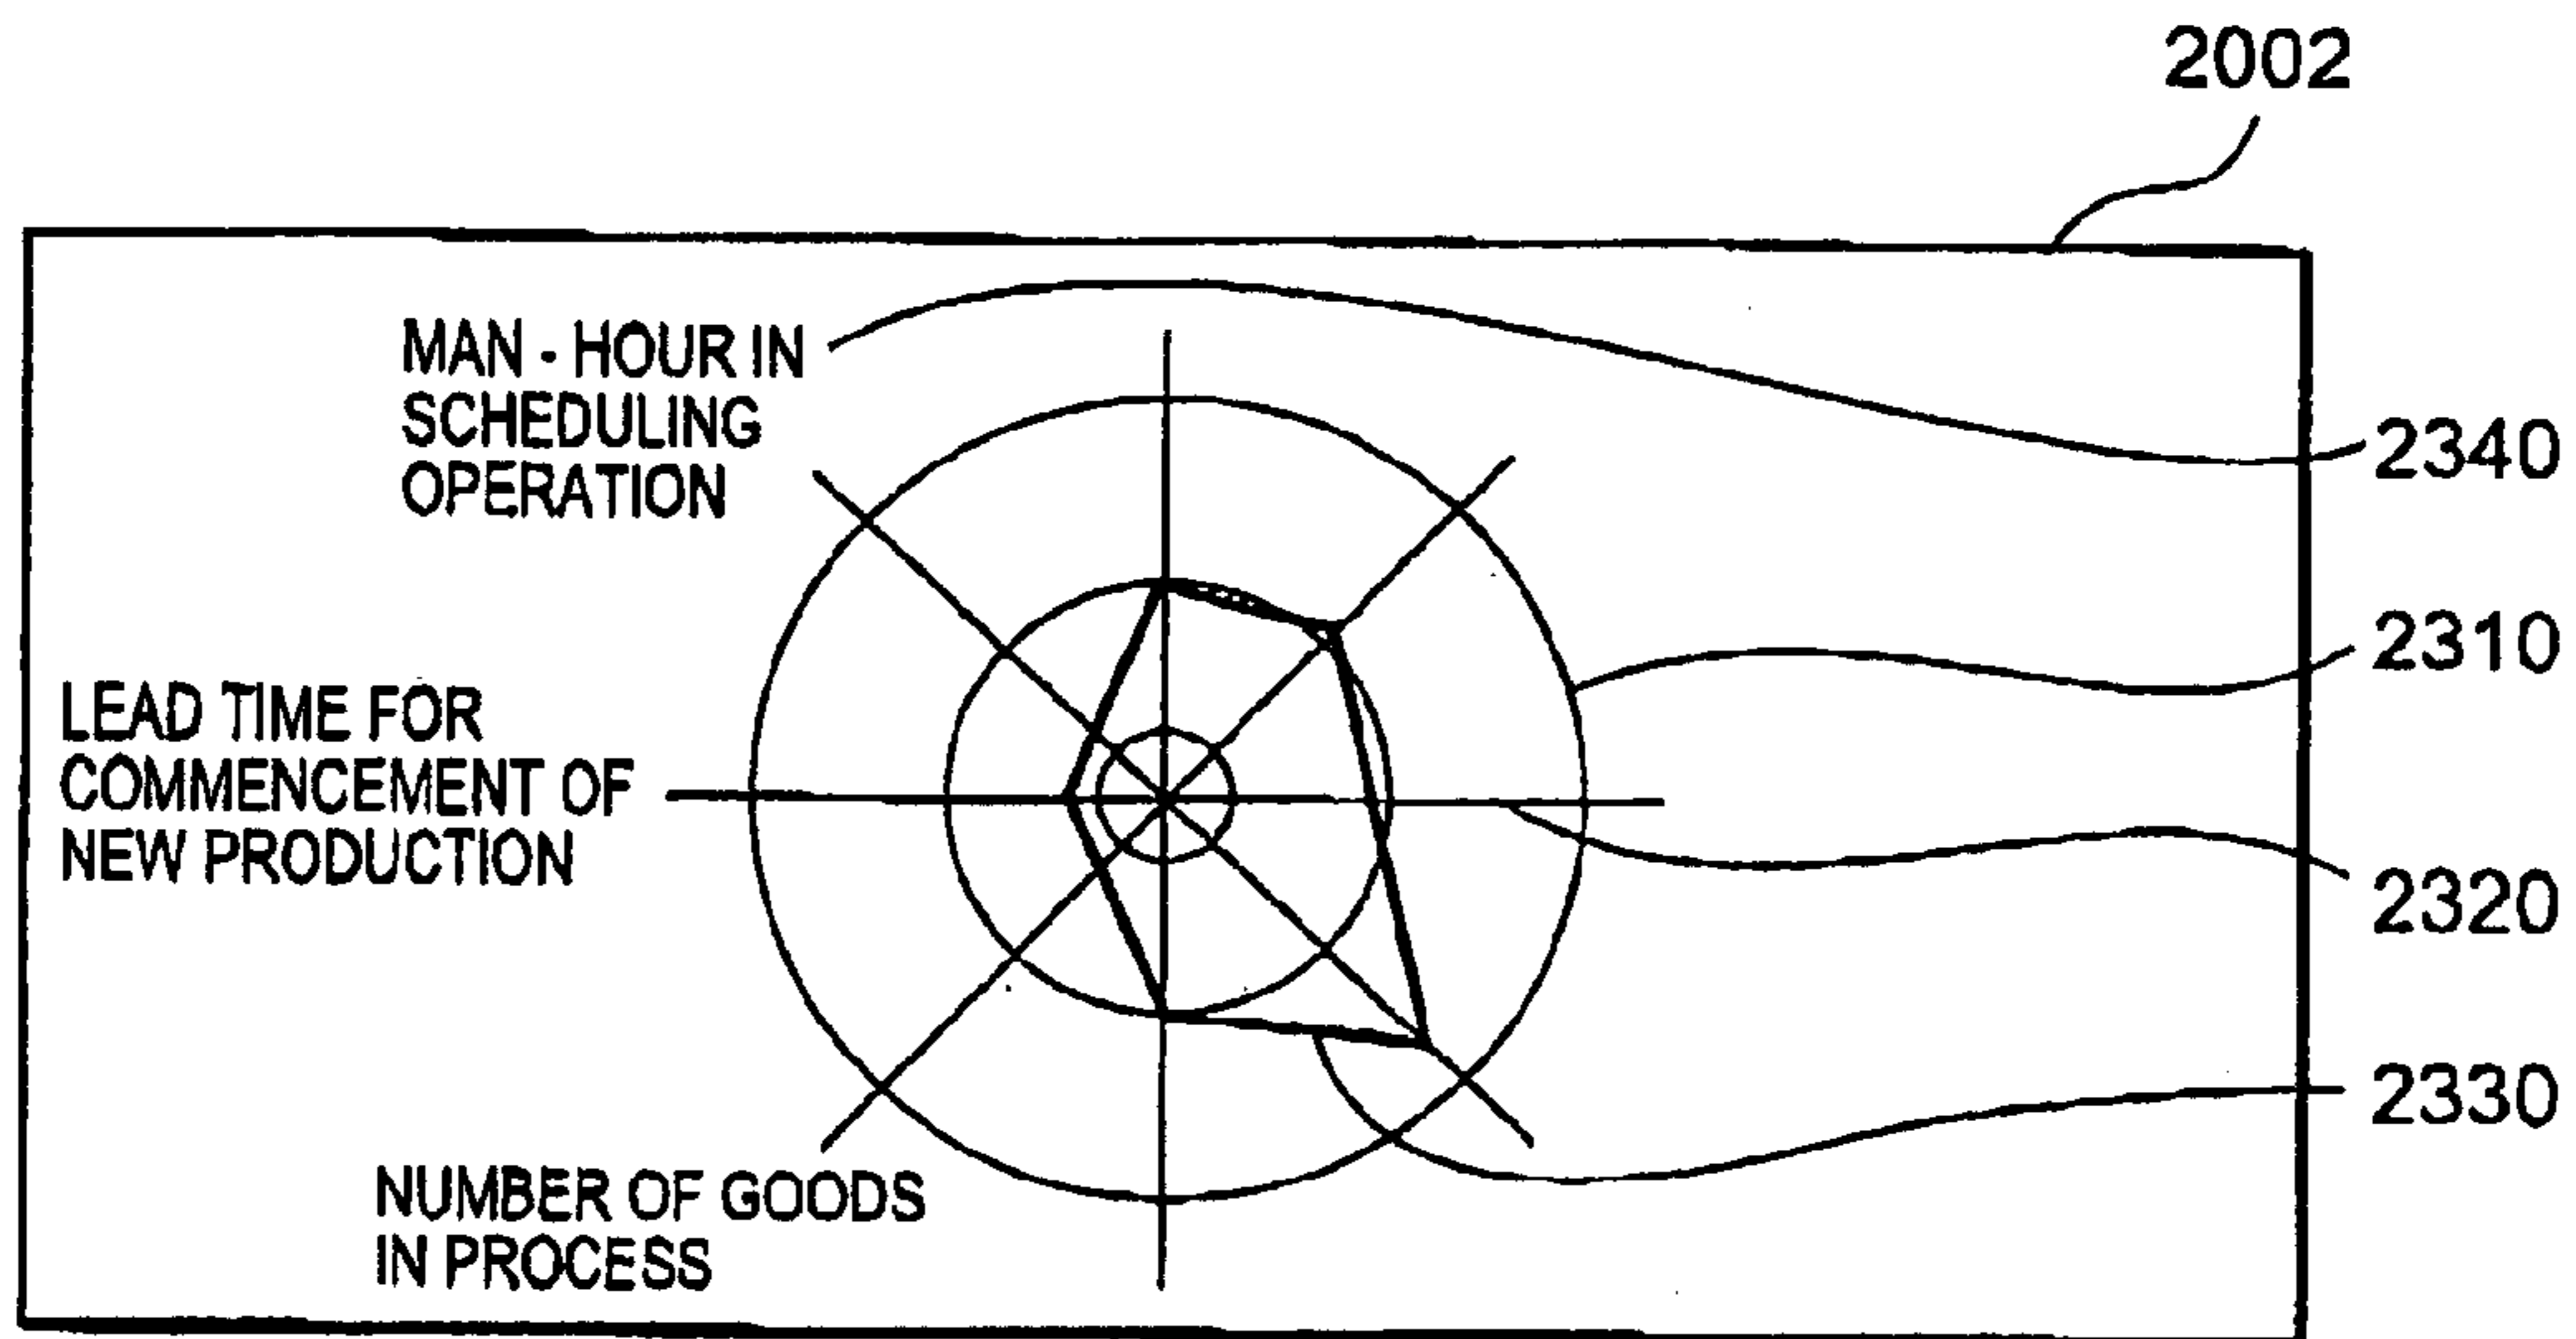 2002
MAN - HOUR IN
SCHEDULING
OPERATION
2340
2310
LEAD TIME FOR
COMMENCEMENT OF
NEW PRODUCTION
2320
2330
NUMBER OF GOODS
IN PROCESS